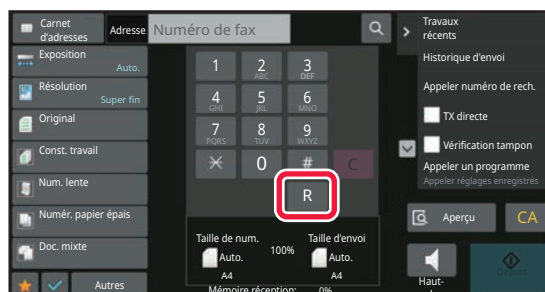 Carnet
d'adresses
Adresse
Numéro de fax
Exposition
Auto.
Résolution
Super fin
Original
Const. travail
Num. lente
Numér. papier
épais
Doc. mixte
Autres
1
2
ABC
3
DEF
4
GHI
5
JKL
6
MNO
7
PQRS
8
TUV
9
WXYZ
0
#
C
R
Taille de
num.
Auto.
A4
100%
Taille d'envoi
Auto.
A4
Mémoire réception: 0%
Travaux
récents
Historique d'envoi
Appeler numéro de rech.
TX directe
Vérification tampon
Appeler un programme
Appeler réglages enregistrés
Aperçu
CA
Haut-
Départ